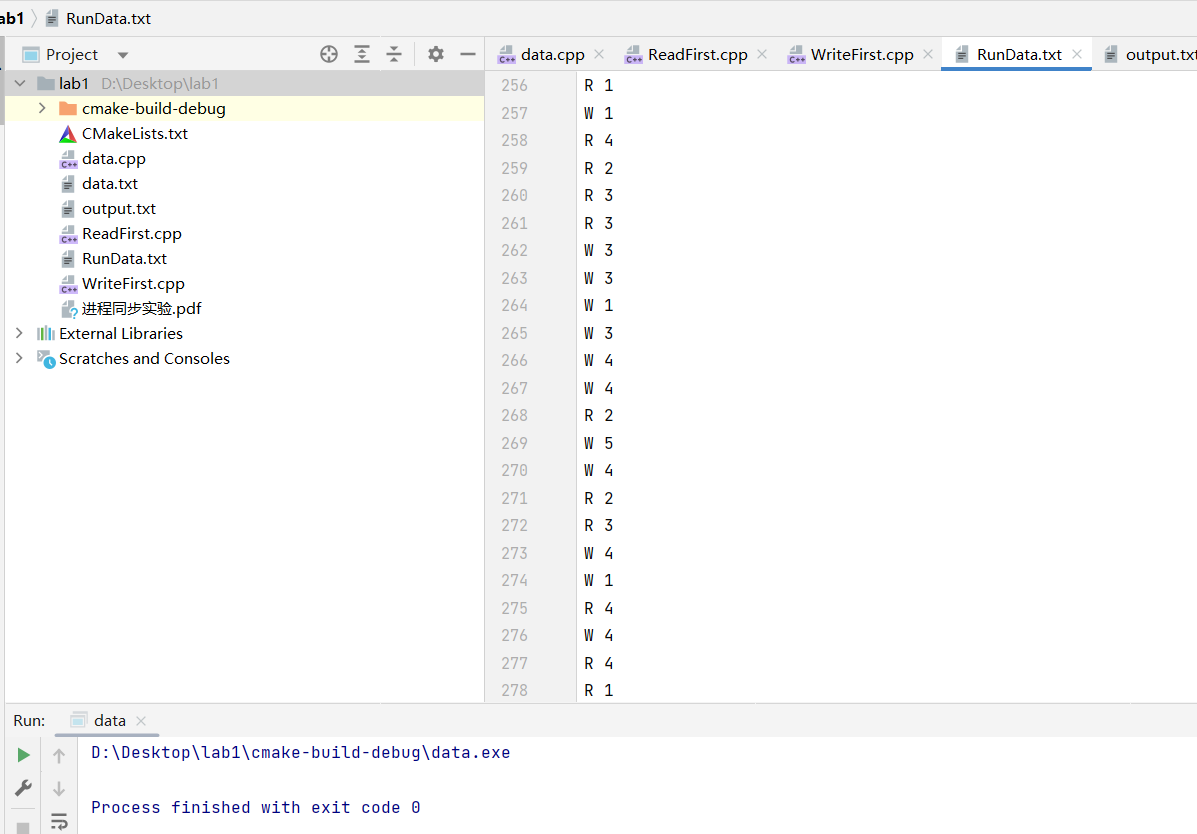 ab1 RunData.txt
Project
data.cpp ReadFirst.cpp WriteFirst.cpp RunData.txt output.txt
lab1 D:\Desktop\lab1
cmake-build-debug
CMakeLists.txt
data.cpp
data.txt
output.txt
ReadFirst.cpp
RunData.txt
WriteFirst.cpp
进程同步实验.pdf
External Libraries
Scratches and Consoles
256 R 1
257 W 1
258 R 4
259 R 2
260 R 3
261 R 3
262 W 3
263 W 3
264 W 1
265 W 3
266 W 4
267 W 4
268 R 2
269 W 5
270 W 4
271 R 2
272 R 3
273 W 4
274 W 1
275 R 4
276 W 4
277 R 4
278 R 1
Run: data
D:\Desktop\lab1\cmake-build-debug\data.exe
Process finished with exit code 0